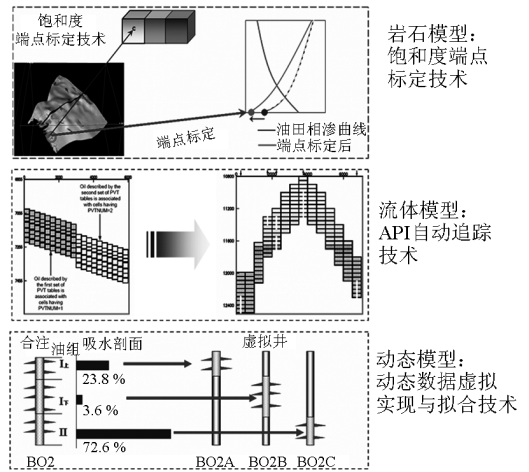 饱和度
端点标定技术
端点标定
油田相渗曲线
端点标定后
岩石模型：
饱和度端点
标定技术
Oil described by the
second set of PVT
tables is associated
with cells having
PVTNUM=2
Oil described by
the first set of
PVT tables is
associated with
cells having
PVTNUM=1
流体模型：
API自动追踪
技术
合注
油组
吸水剖面
虚拟井
I上
23.8 %
I下
3.6 %
II
72.6 %
BO2
BO2A
BO2B
BO2C
动态模型：
动态数据虚拟
实现与拟合技术